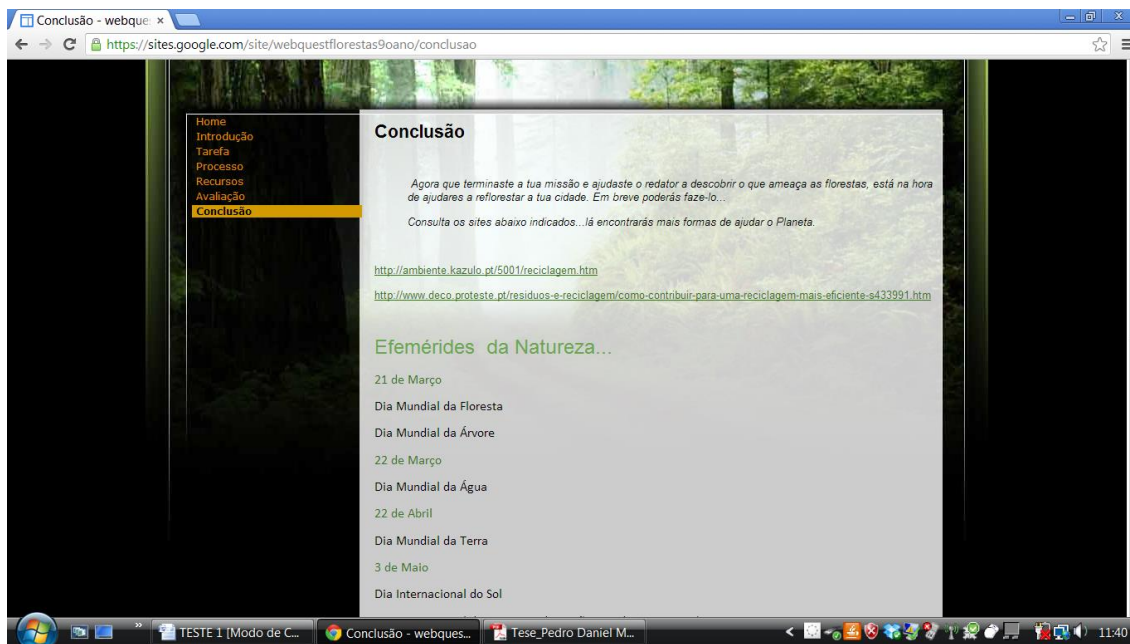 Conclusão - webque
https://sites.google.com/site/webquestflorestas9oano/conclusao
Home
Introdução
Tarefa
Processo
Recursos
Avaliação
Conclusão
Conclusão
Agora que terminaste a tua missão e ajudaste o redator a descobrir o que ameaça as florestas, está na hora
de ajudares a reflorestar a tua cidade. Em breve poderás faze-lo...
Consulta os sites abaixo indicados...lá encontrarás mais formas de ajudar o Planeta.
http://ambiente.kazulo.pt/5001/reciclagem.htm
http://www.deco.proteste.pt/residuos-e-reciclagem/como-contribuir-para-uma-reciclagem-mais-eficiente-s433991.htm
Efemérides da Natureza...
21 de Março
Dia Mundial da Floresta
Dia Mundial da Árvore
22 de Março
Dia Mundial da Água
22 de Abril
Dia Mundial da Terra
3 de Maio
Dia Internacional do Sol
TESTE 1 [Modo de C...
Conclusão - webques...
Tese_Pedro Daniel M...
11:40